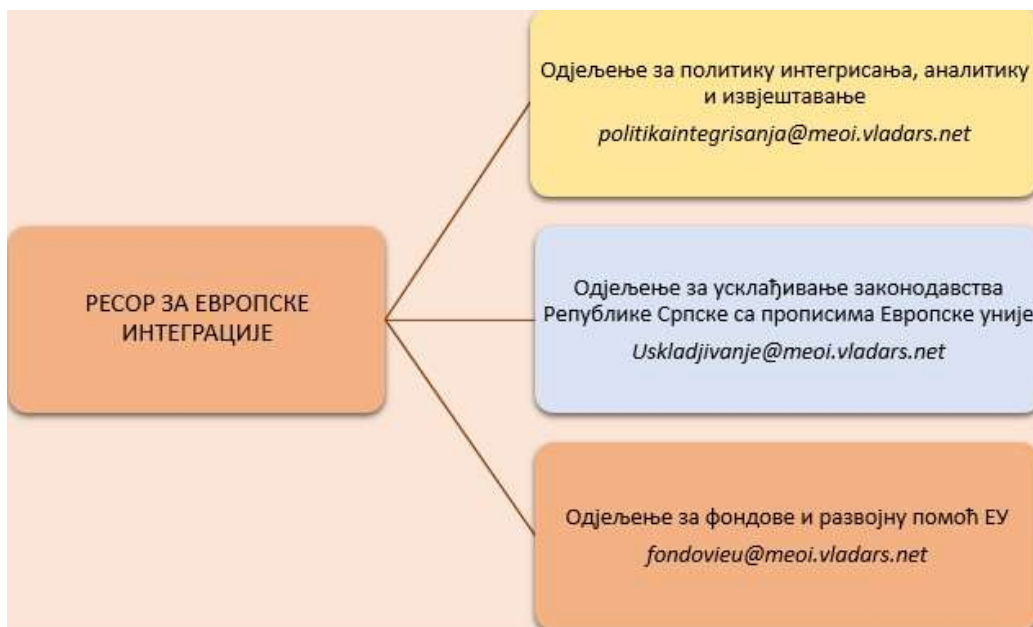 Одјељење за политику интегрисања, аналитику
и извјештавање
politikaintegrisanja@meoi.vladars.net
РЕСОР ЗА ЕВРОПСКЕ
ИНТЕГРАЦИЈЕ
Одјељење за усклађивање законодавства
Републике Српске са прописима Европске уније
Uskladjivanje@meoi.vladars.net
Одјељење за фондове и развојну помоћ ЕУ
fondovieu@meoi.vladars.net